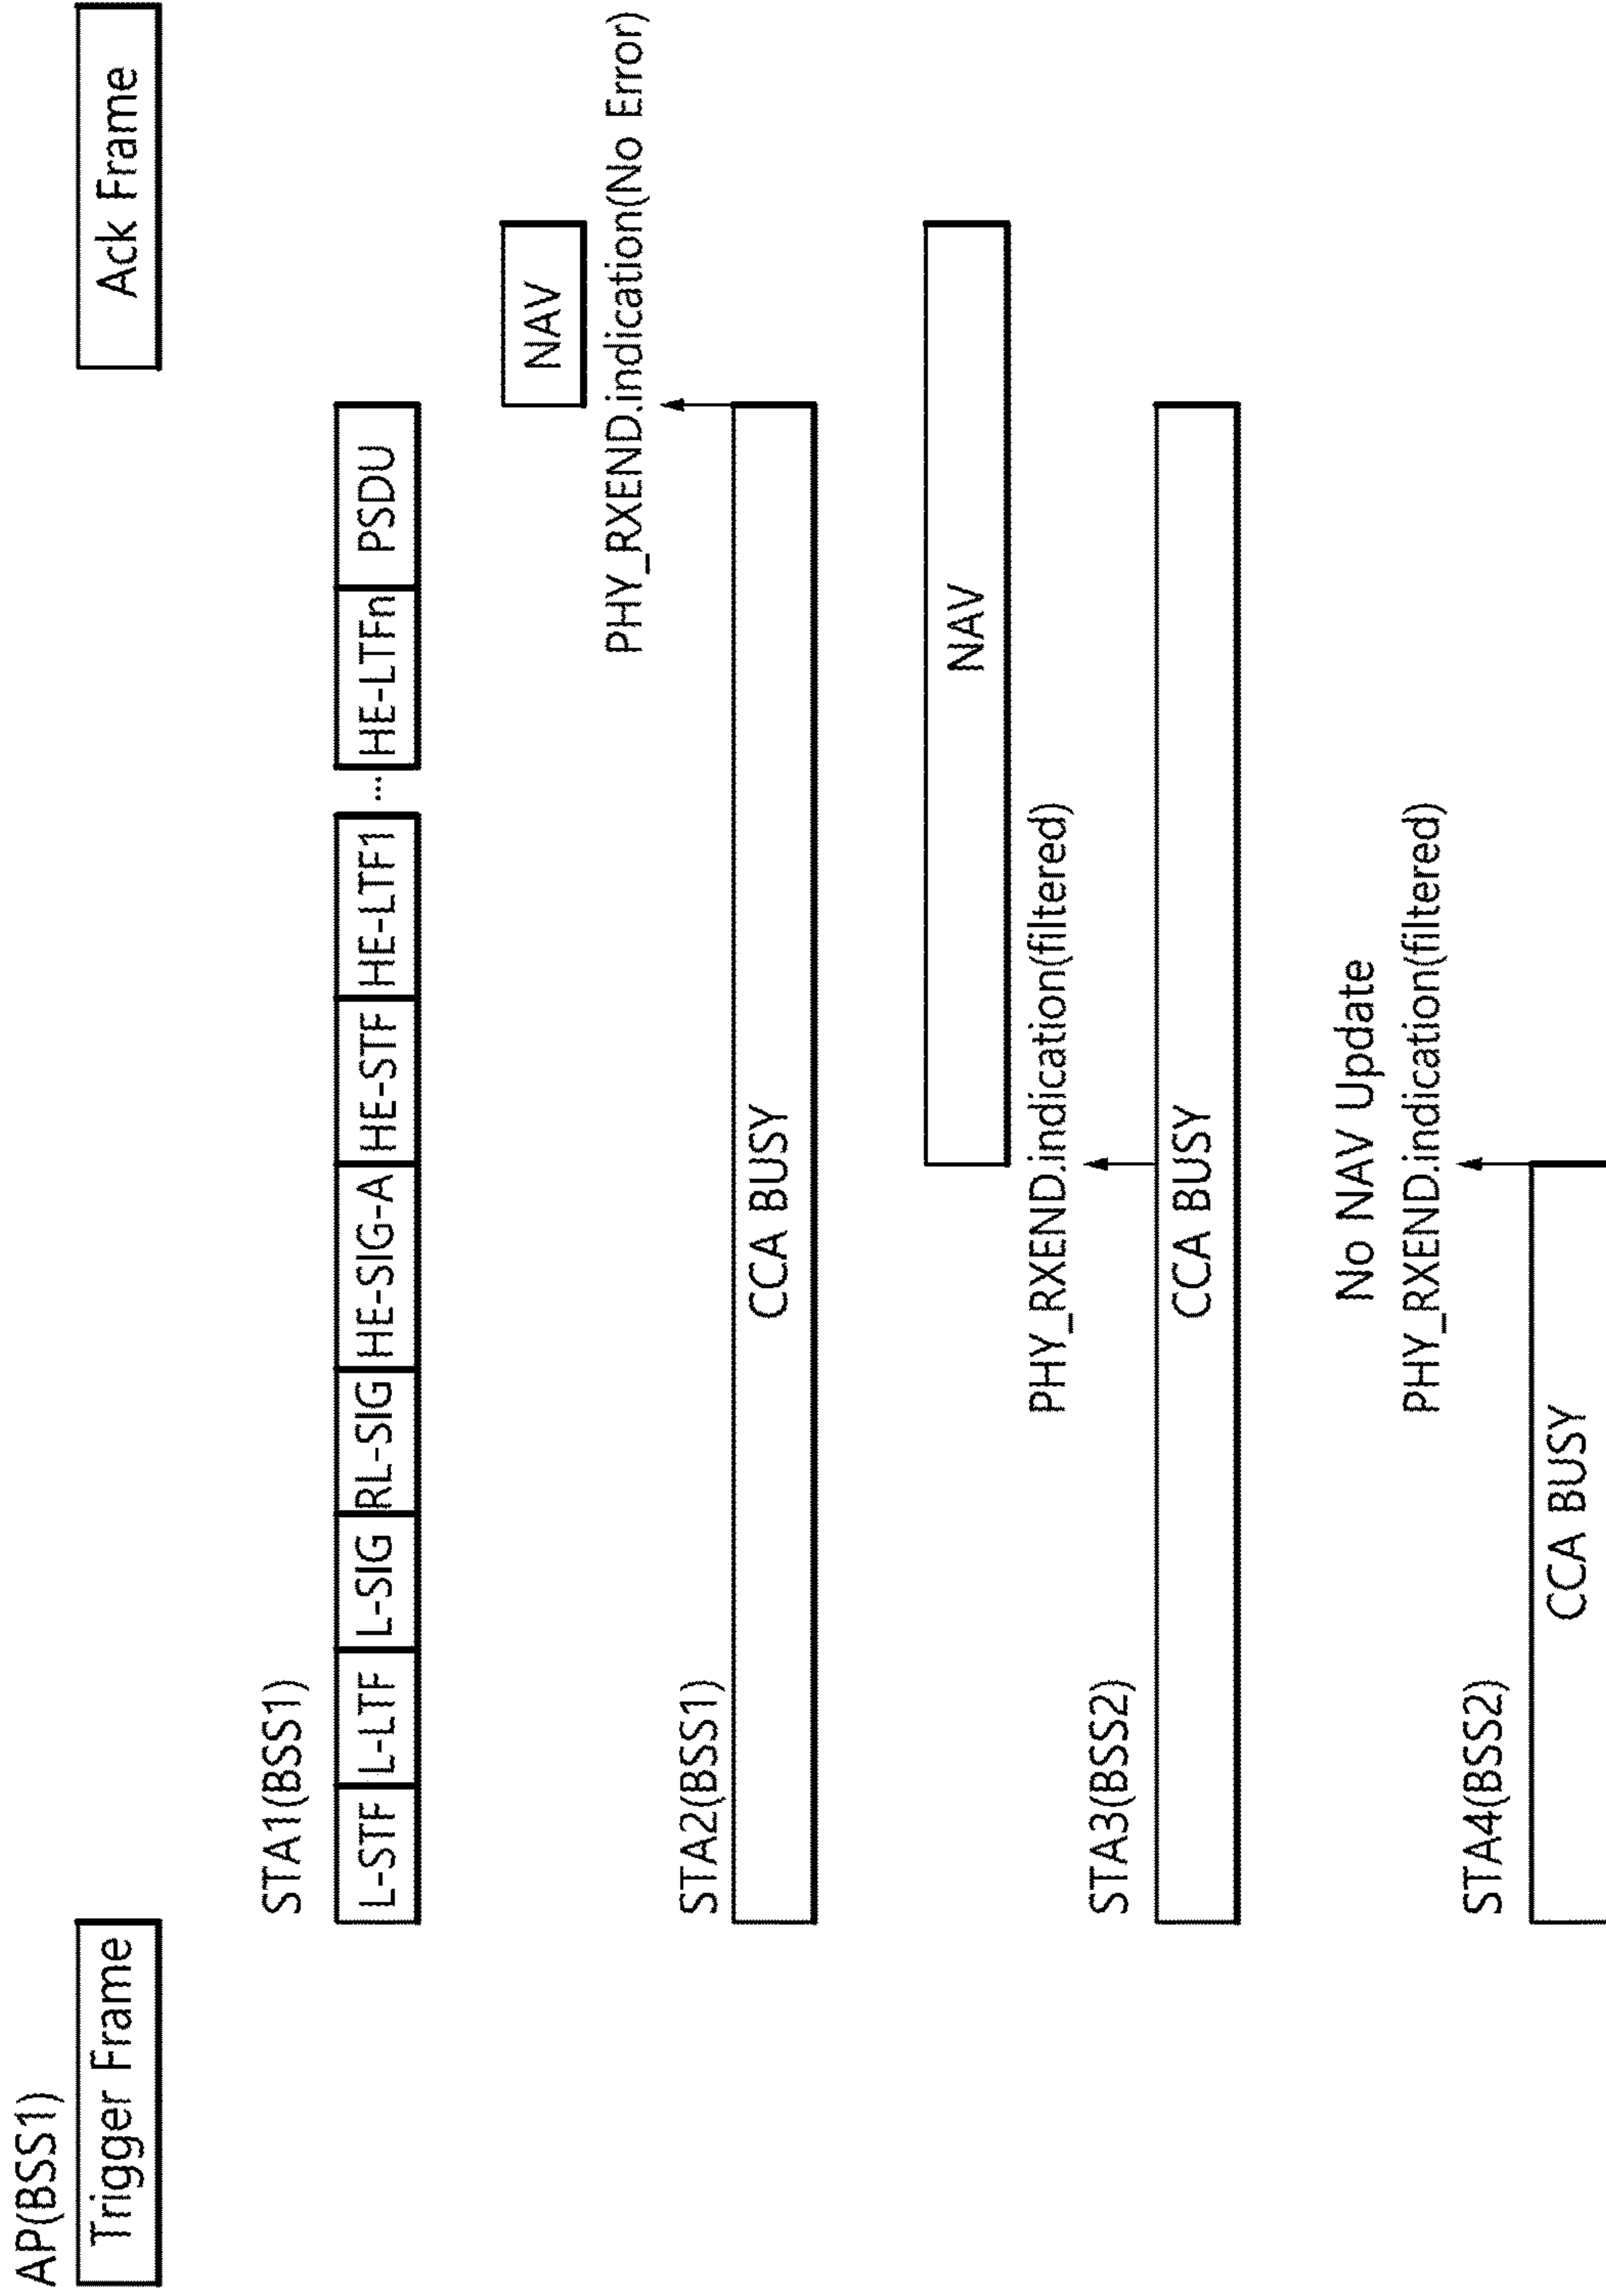 AP(BSS1)
Trigger Frame
Ack Frame
STA1(BSS1)
L-STF L-LTF L-SIG RL-SIG HE-SIG-A HE-STF HE-LTF1 ... HE-LTFn PSDU
NAV
PHY_RXEND.indication(No Error)
STA2(BSS1)
CCA BUSY
NAV
PHY_RXEND.indication(filtered)
STA3(BSS2)
CCA BUSY
No NAV Update
PHY_RXEND.indication(filtered)
STA4(BSS2)
CCA BUSY